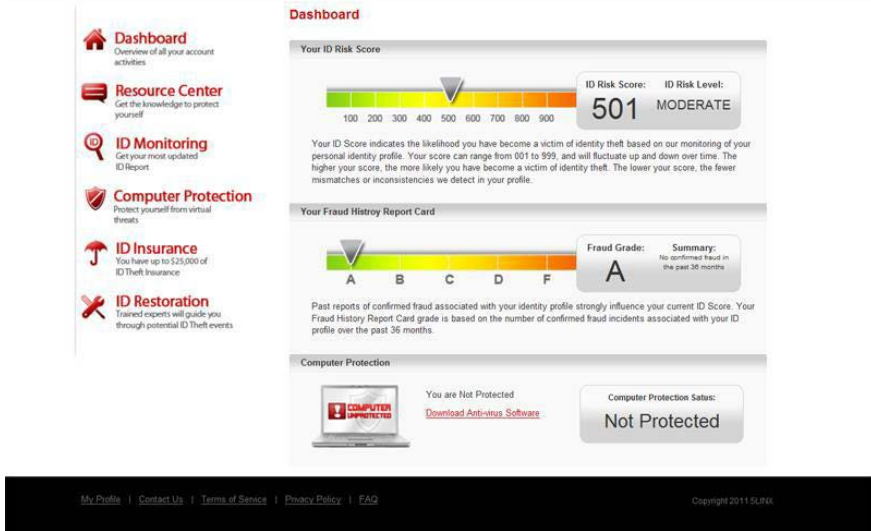 Dashboard
Overview of all your account
activities
Resource Center
Get the knowledge to protect
yourself
ID
ID Monitoring
Get your most updated
ID Report
Computer Protection
Protect yourself from virtual
threats
ID Insurance
You have up to $25,000 of
ID Theft Insurance
ID Restoration
Trained experts will guide you
through potential ID Theft events
Dashboard
Your ID Risk Score
100 200 300 400 500 600 700 800 900
ID Risk Score: ID Risk Level:
501 MODERATE
Your ID Score indicates the likelihood you have become a victim of identity theft based on our monitoring of your
personal identity profile. Your score can range from 001 to 999, and will fluctuate up and down over time. The
higher your score, the more likely you have become a victim of identity theft. The lower your score, the fewer
mismatches or inconsistencies we detect in your profile.
Your Fraud Histroy Report Card
A B C D F
Fraud Grade: Summary:
A No confirmed fraud in
the past 36 months
Past reports of confirmed fraud associated with your identity profile strongly influence your current ID Score. Your
Fraud History Report Card grade is based on the number of confirmed fraud incidents associated with your ID
profile over the past 36 months.
Computer Protection
COMPUTER
UNPROTECTED
You are Not Protected
Download Anti-virus Software
Computer Protection Satus:
Not Protected
My Profile | Contact Us | Terms of Service | Privacy Policy | FAQ
Copyright 2011 5LINX